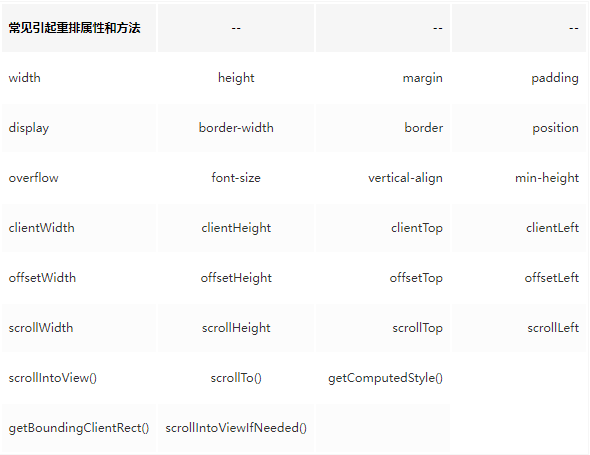 常见引起重排属性和方法 -- -- --
width height margin padding
display border-width border position
overflow font-size vertical-align min-height
clientWidth clientHeight clientTop clientLeft
offsetWidth offsetHeight offsetTop offsetLeft
scrollWidth scrollHeight scrollTop scrollLeft
scrollIntoView() scrollTo() getComputedStyle()
getBoundingClientRect() scrollIntoViewIfNeeded()